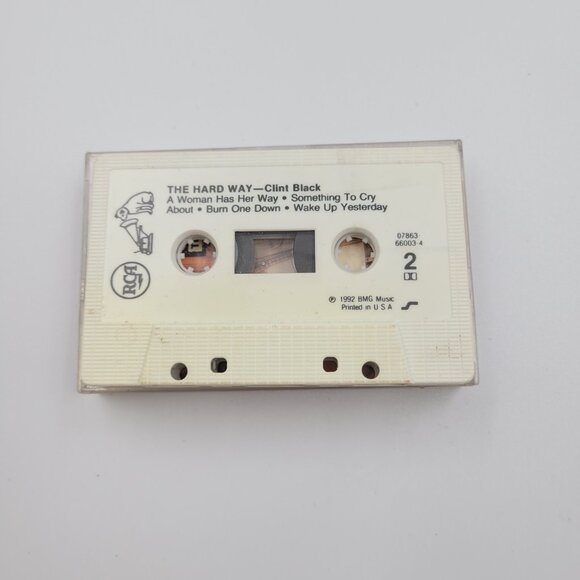 THE HARD WAY—Clint Black
A Woman Has Her Way • Something To Cry
About • Burn One Down • Wake Up Yesterday
07863
66003-4
2
RCA
℗ 1992 BMG Music
Printed in U S A